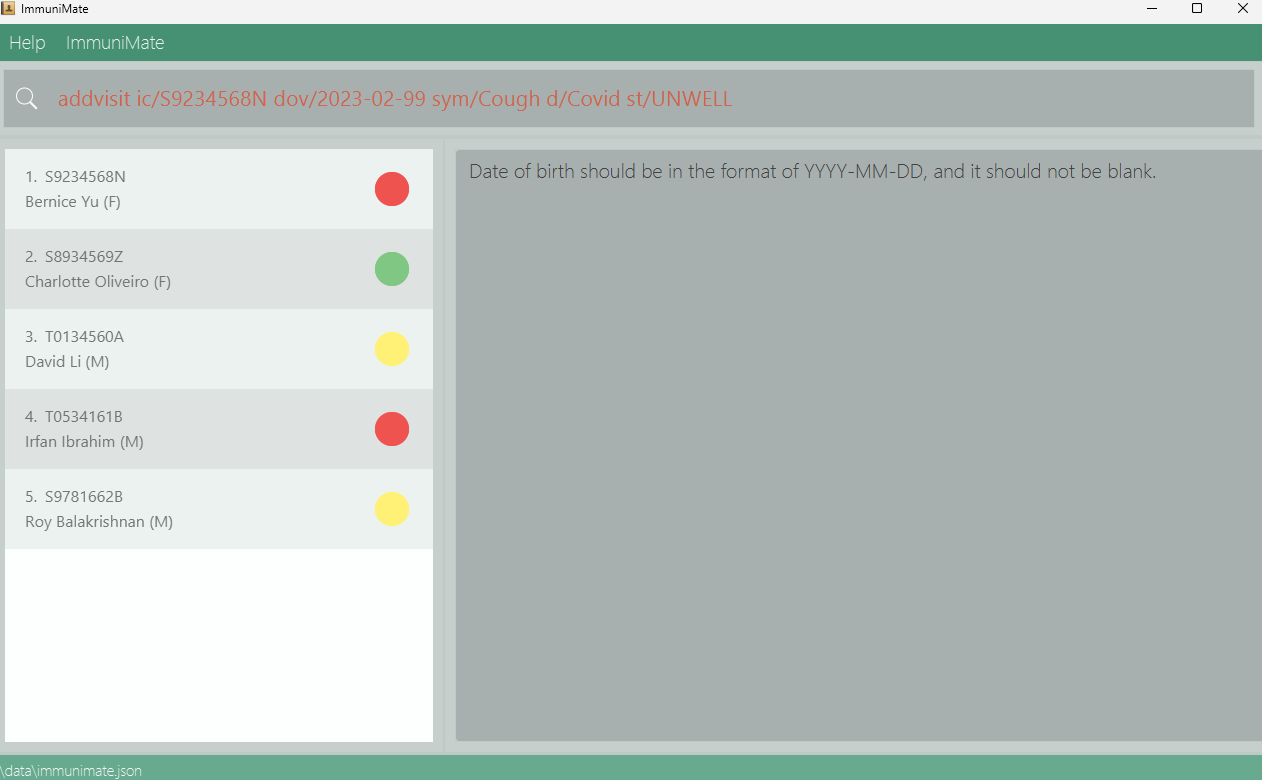 ImmuniMate
Help ImmuniMate
addvisit ic/S9234568N dov/2023-02-99 sym/Cough d/Covid st/UNWELL
1. S9234568N
Bernice Yu (F)
2. S8934569Z
Charlotte Oliveiro (F)
3. T0134560A
David Li (M)
4. T0534161B
Irfan Ibrahim (M)
5. S9781662B
Roy Balakrishnan (M)
Date of birth should be in the format of YYYY-MM-DD, and it should not be blank.
\data\immunimate.json